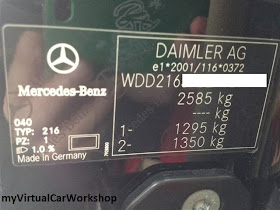 DAIMLER AG
e1*2001/116*0372
WDD216
Mercedes-Benz
2585 kg
---- kg
1- 1295 kg
2- 1350 kg
040
TYP: 216
PZ: 1
1.0 %
Made in Germany
myVirtualCarWorkshop